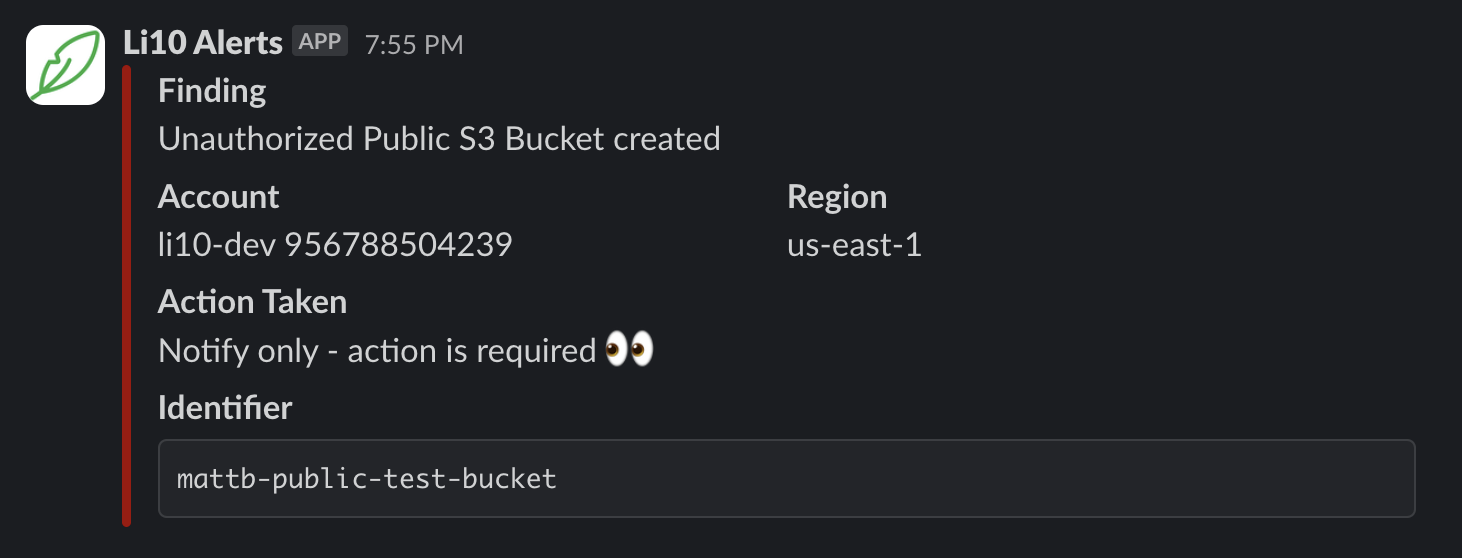 Li10 Alerts APP 7:55 PM
Finding
Unauthorized Public S3 Bucket created
Account Region
li10-dev 956788504239 us-east-1
Action Taken
Notify only - action is required 👀
Identifier
mattb-public-test-bucket